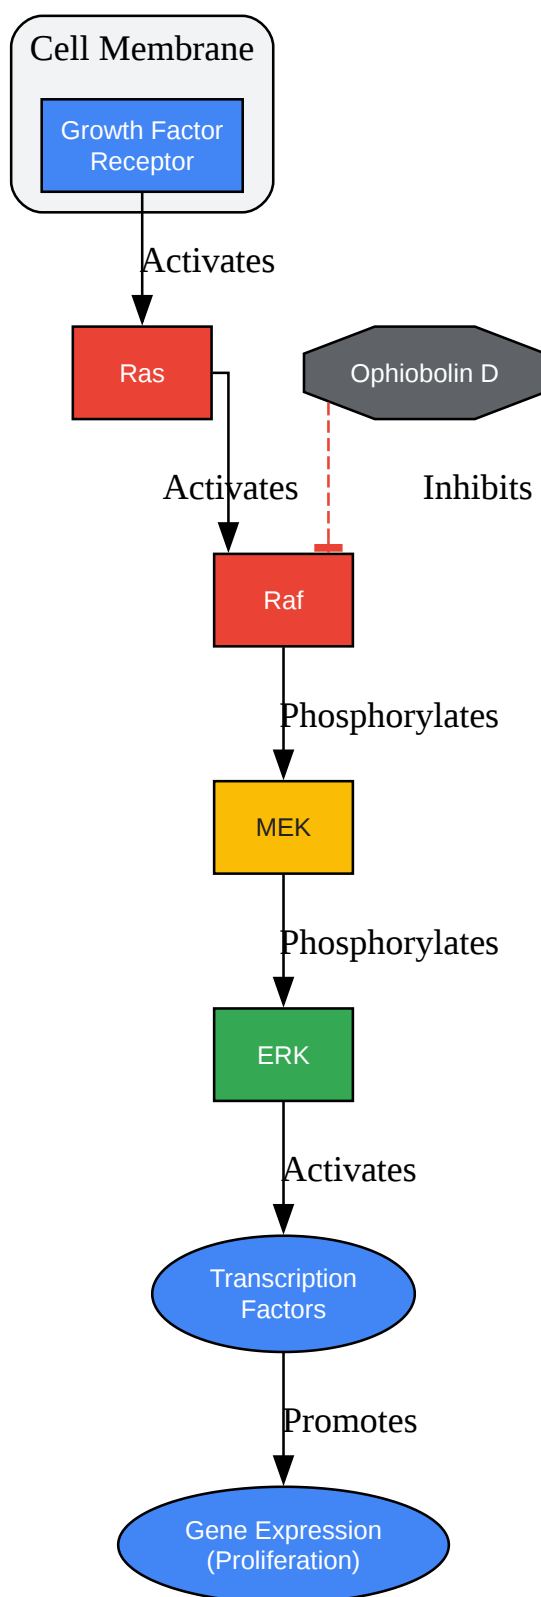 Cell Membrane
Growth Factor
Receptor
Activates
Ras
Ophiobolin D
Activates
Inhibits
Raf
Phosphorylates
MEK
Phosphorylates
ERK
Activates
Transcription
Factors
Promotes
Gene Expression
(Proliferation)